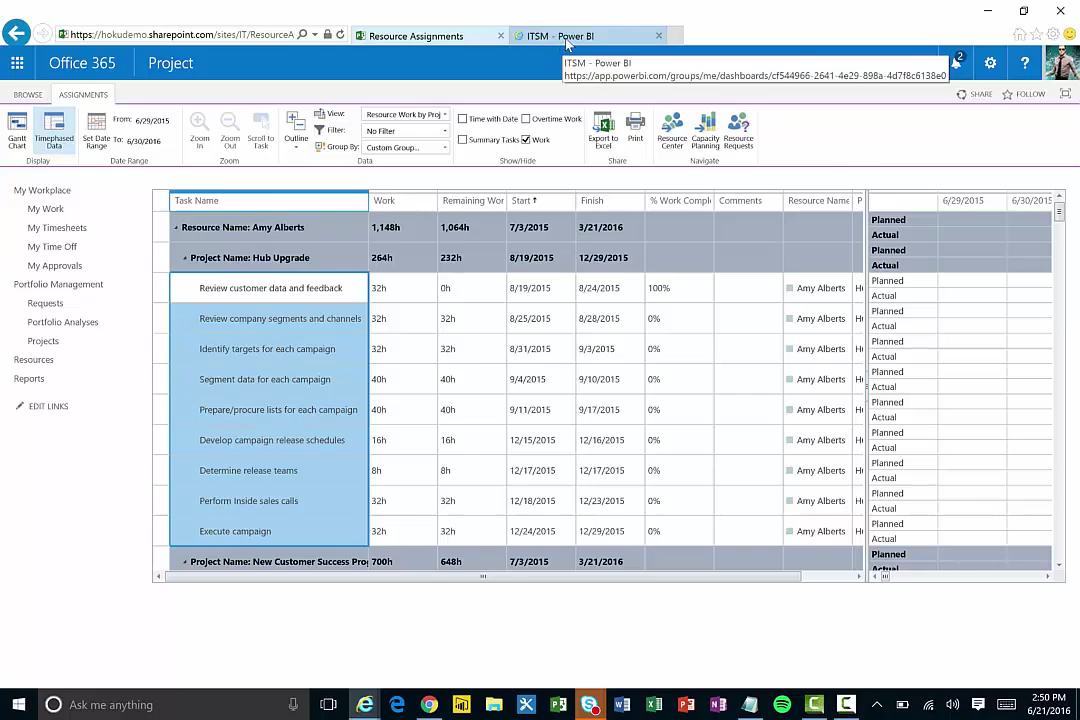 https://hokudemo.sharepoint.com/sites/IT/ResourceA
Resource Assignments
ITSM - Power BI
ITSM - Power BI
https://app.powerbi.com/groups/me/dashboards/cf544966-2641-4e29-898a-4d7f8c6138e0
Office 365
Project
2
?
BROWSE
ASSIGNMENTS
SHARE
FOLLOW
Gantt Chart
Timephased Data
Display
Set Date Range
From: 6/29/2015
To: 6/30/2016
Date Range
Zoom In
Zoom Out
Scroll to Task
Zoom
Outline
View: Resource Work by Proj
Filter: No Filter
Group By: Custom Group...
Data
Time with Date
Overtime Work
Summary Tasks
Work
Show/Hide
Export to Excel
Print
Share
Resource Center
Capacity Planning
Resource Requests
Navigate
My Workplace
My Work
My Timesheets
My Time Off
My Approvals
Portfolio Management
Requests
Portfolio Analyses
Projects
Resources
Reports
EDIT LINKS
Task Name Work Remaining Wor Start Finish % Work Compl Comments Resource Name P 6/29/2015 6/30/2015
Resource Name: Amy Alberts 1,148h 1,064h 7/3/2015 3/21/2016 Planned
Actual
Project Name: Hub Upgrade 264h 232h 8/19/2015 12/29/2015 Planned
Actual
Review customer data and feedback 32h 0h 8/19/2015 8/24/2015 100% Amy Alberts Planned
Actual
Review company segments and channels 32h 32h 8/25/2015 8/28/2015 0% Amy Alberts Planned
Actual
Identify targets for each campaign 32h 32h 8/31/2015 9/3/2015 0% Amy Alberts Planned
Actual
Segment data for each campaign 40h 40h 9/4/2015 9/10/2015 0% Amy Alberts Planned
Actual
Prepare/procure lists for each campaign 40h 40h 9/11/2015 9/17/2015 0% Amy Alberts Planned
Actual
Develop campaign release schedules 16h 16h 12/15/2015 12/16/2015 0% Amy Alberts Planned
Actual
Determine release teams 8h 8h 12/17/2015 12/17/2015 0% Amy Alberts Planned
Actual
Perform Inside sales calls 32h 32h 12/18/2015 12/23/2015 0% Amy Alberts Planned
Actual
Execute campaign 32h 32h 12/24/2015 12/29/2015 0% Amy Alberts Planned
Actual
Project Name: New Customer Success Pro 700h 648h 7/3/2015 3/21/2016 Planned
Actual
Ask me anything
2:50 PM
6/21/2016